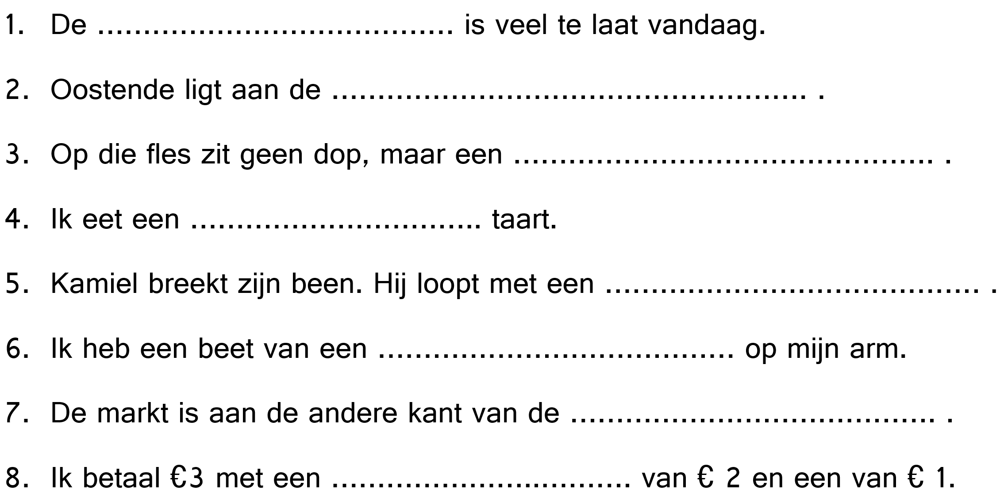 1. De ....................................... is veel te laat vandaag.
2. Oostende ligt aan de .................................................... .
3. Op die fles zit geen dop, maar een .............................................. .
4. Ik eet een ................................ taart.
5. Kamiel breekt zijn been. Hij loopt met een ......................................... .
6. Ik heb een beet van een ....................................... op mijn arm.
7. De markt is aan de andere kant van de ........................................ .
8. Ik betaal €3 met een ................................. van € 2 en een van € 1.